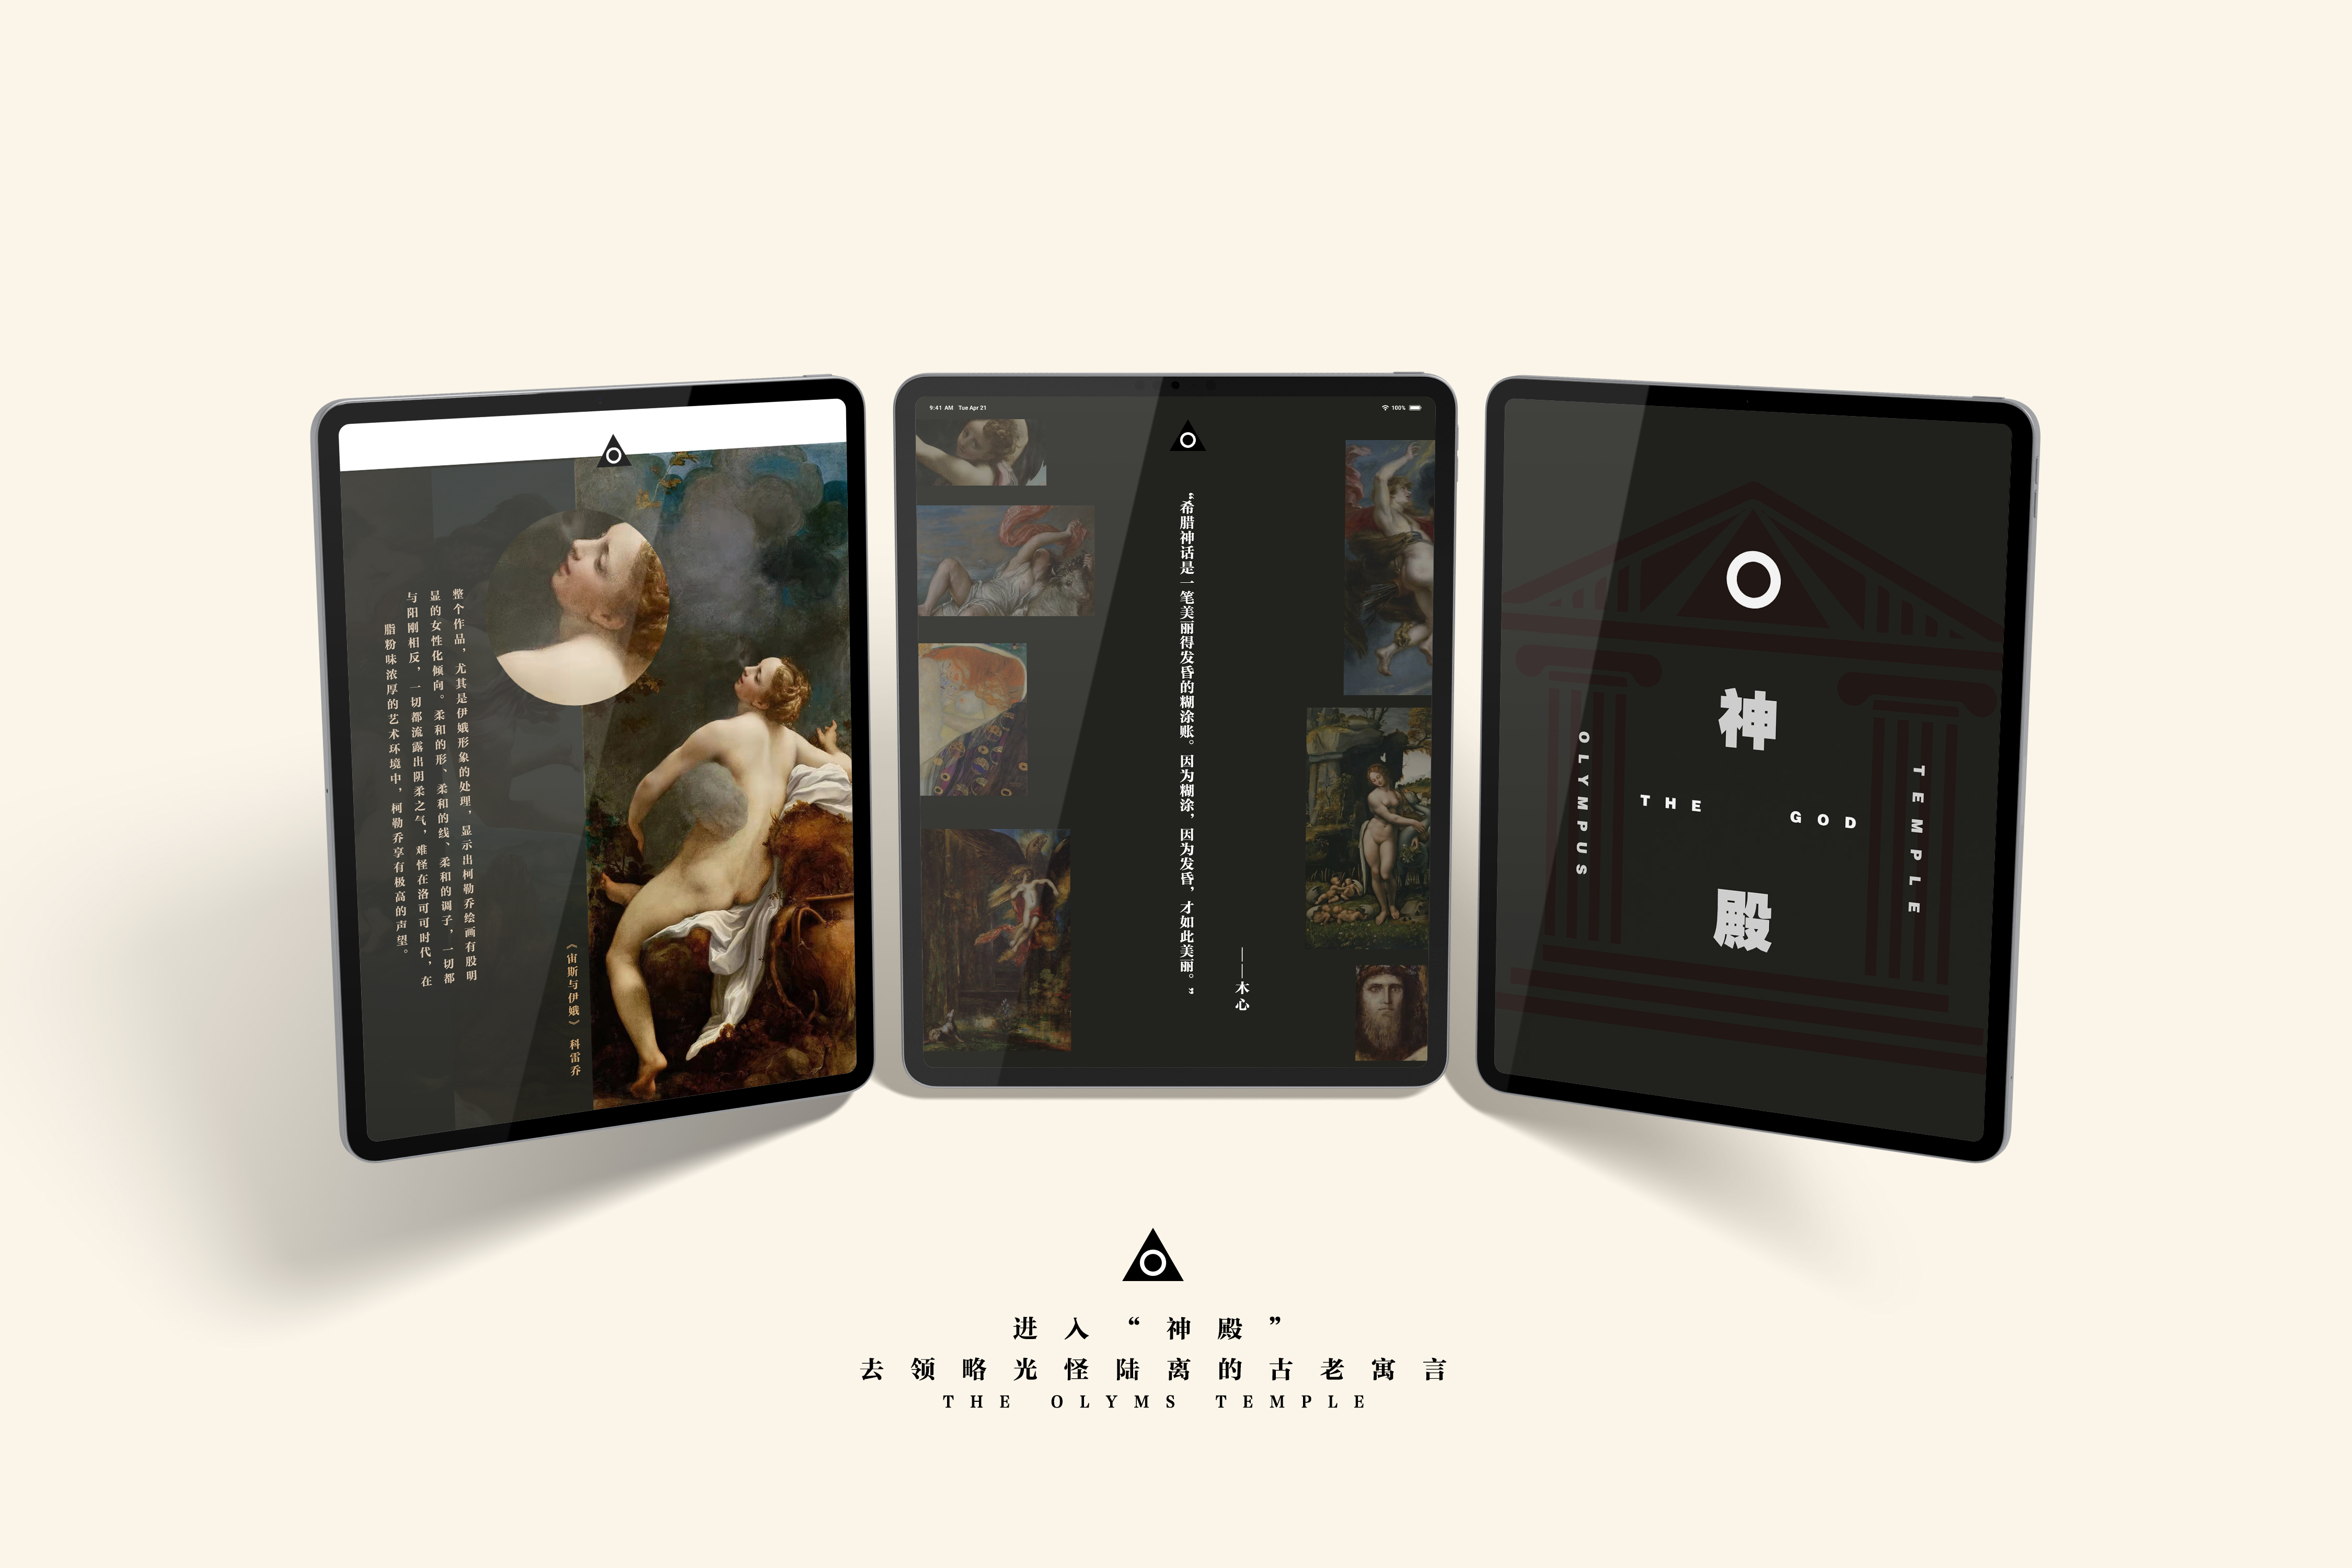 整个作品，尤其是伊娥形象的处理，显示出柯勒乔绘画有股明
显的女性化倾向。柔和的形、柔和的线、柔和的调子，一切都
与阳刚相反，一切都流露出阴柔之气，难怪在洛可可时代，在
脂粉味浓厚的艺术环境中，柯勒乔享有极高的声望。
《宙斯与伊娥》 科雷乔
9:41 AM Tue Apr 21
100%
“希腊神话是一笔美丽得发昏的糊涂账。因为糊涂，因为发昏，才如此美丽。”
——木心
神
殿
THE GOD
OLYMPUS
TEMPLE
进入“神殿”
去领略光怪陆离的古老寓言
THE OLYMS TEMPLE